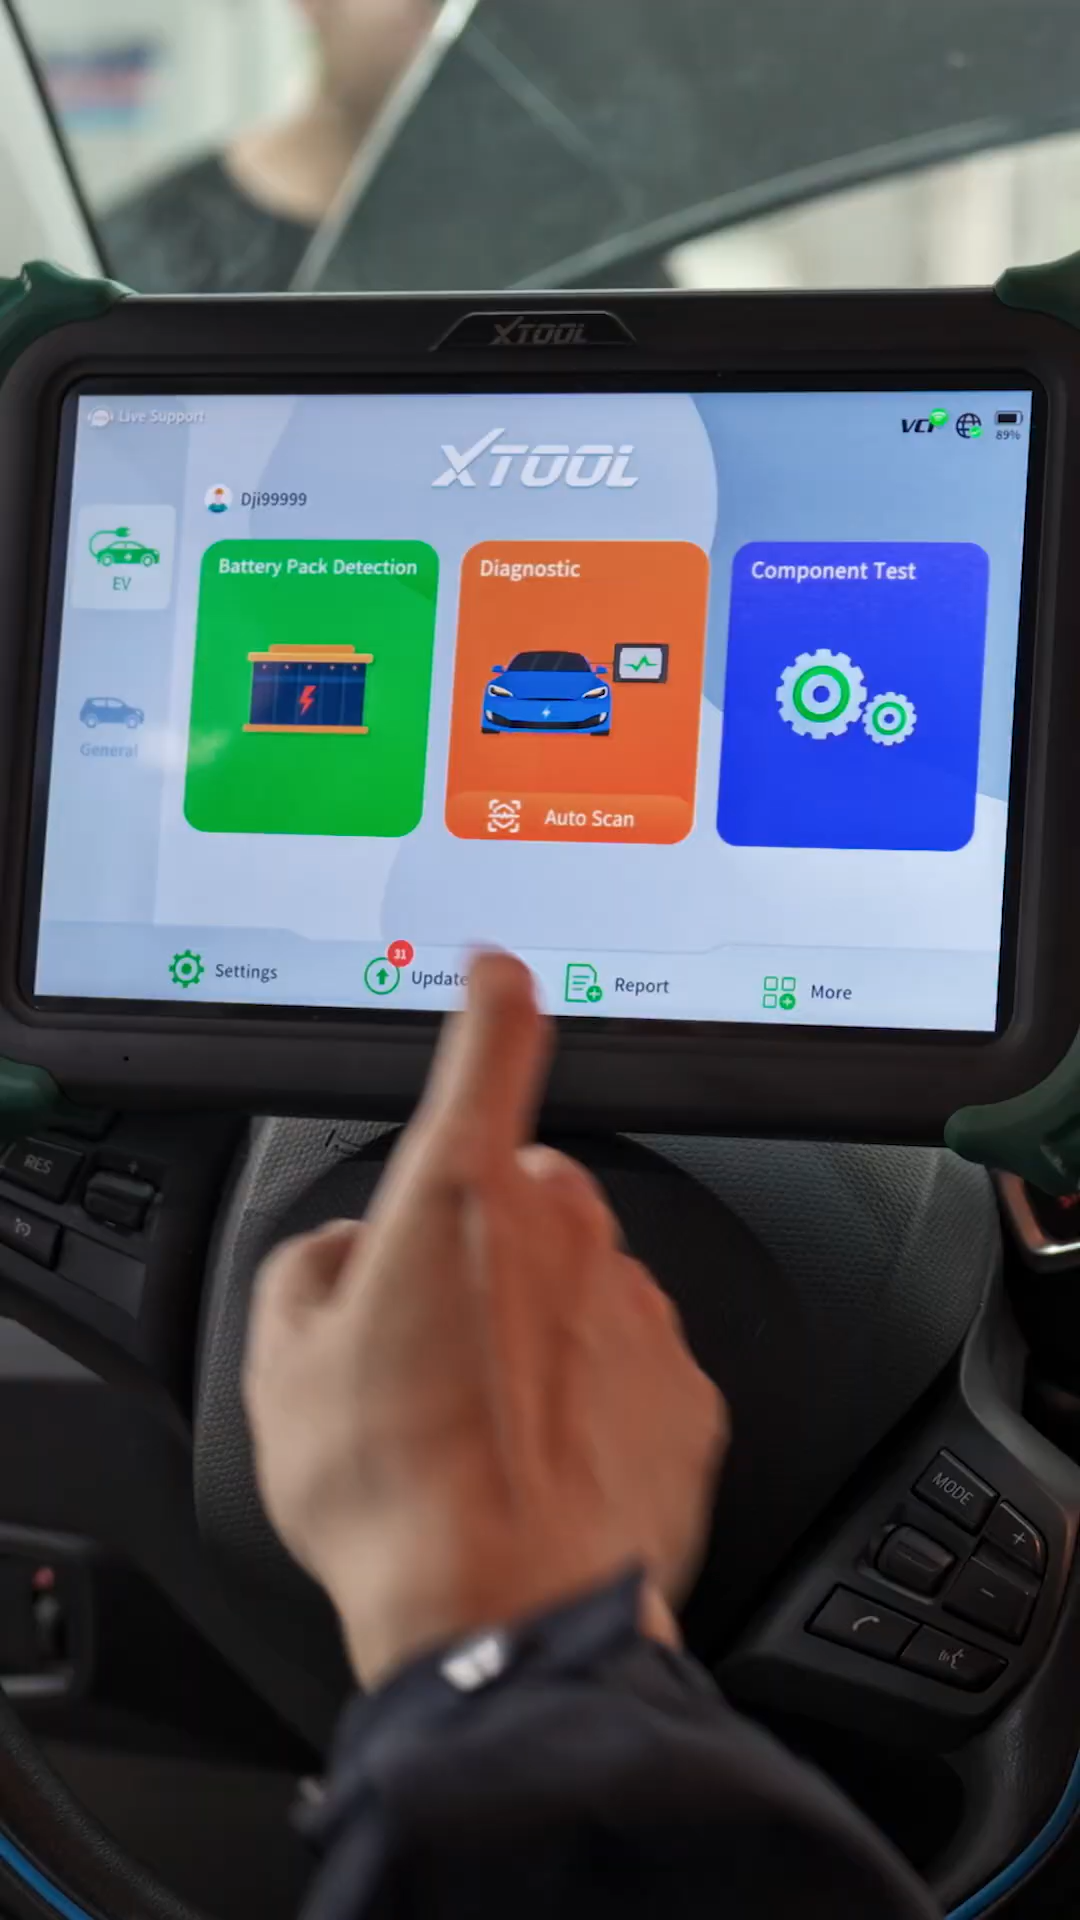 XTOOL
Live Support
VCI
89%
XTOOL
Dji99999
EV
General
Battery Pack Detection
Diagnostic
Auto Scan
Component Test
Settings
31
Update
Report
More
RES
MODE
+
-